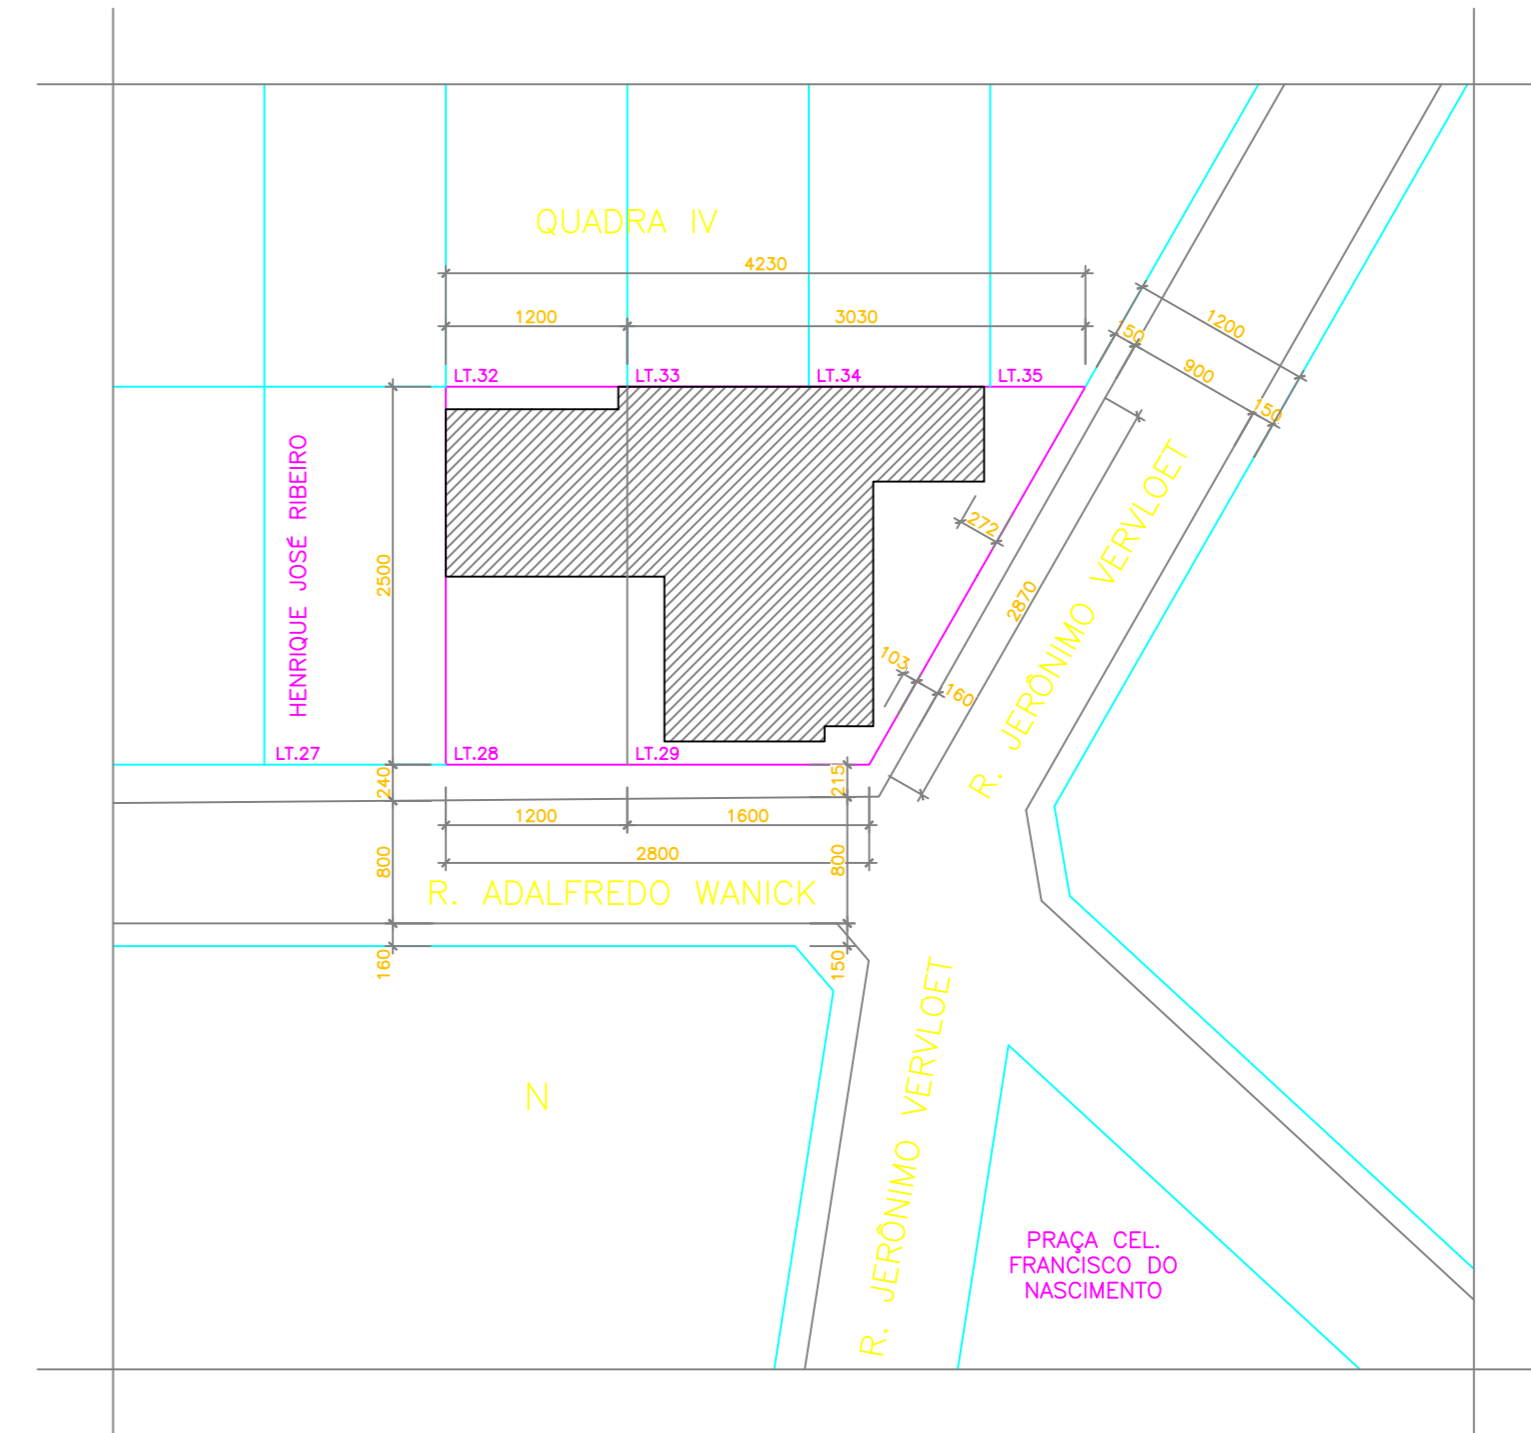 QUADRA IV
4230
1200
3030
1200
150
900
150
LT.32
LT.33
LT.34
LT.35
HENRIQUE JOSÉ RIBEIRO
2500
272
2870
R. JERÔNIMO VERVLOET
103
160
LT.27
LT.28
LT.29
240
215
1200
1600
2800
800
800
R. ADALFREDO WANICK
160
150
N
R. JERÔNIMO VERVLOET
PRAÇA CEL.
FRANCISCO DO
NASCIMENTO